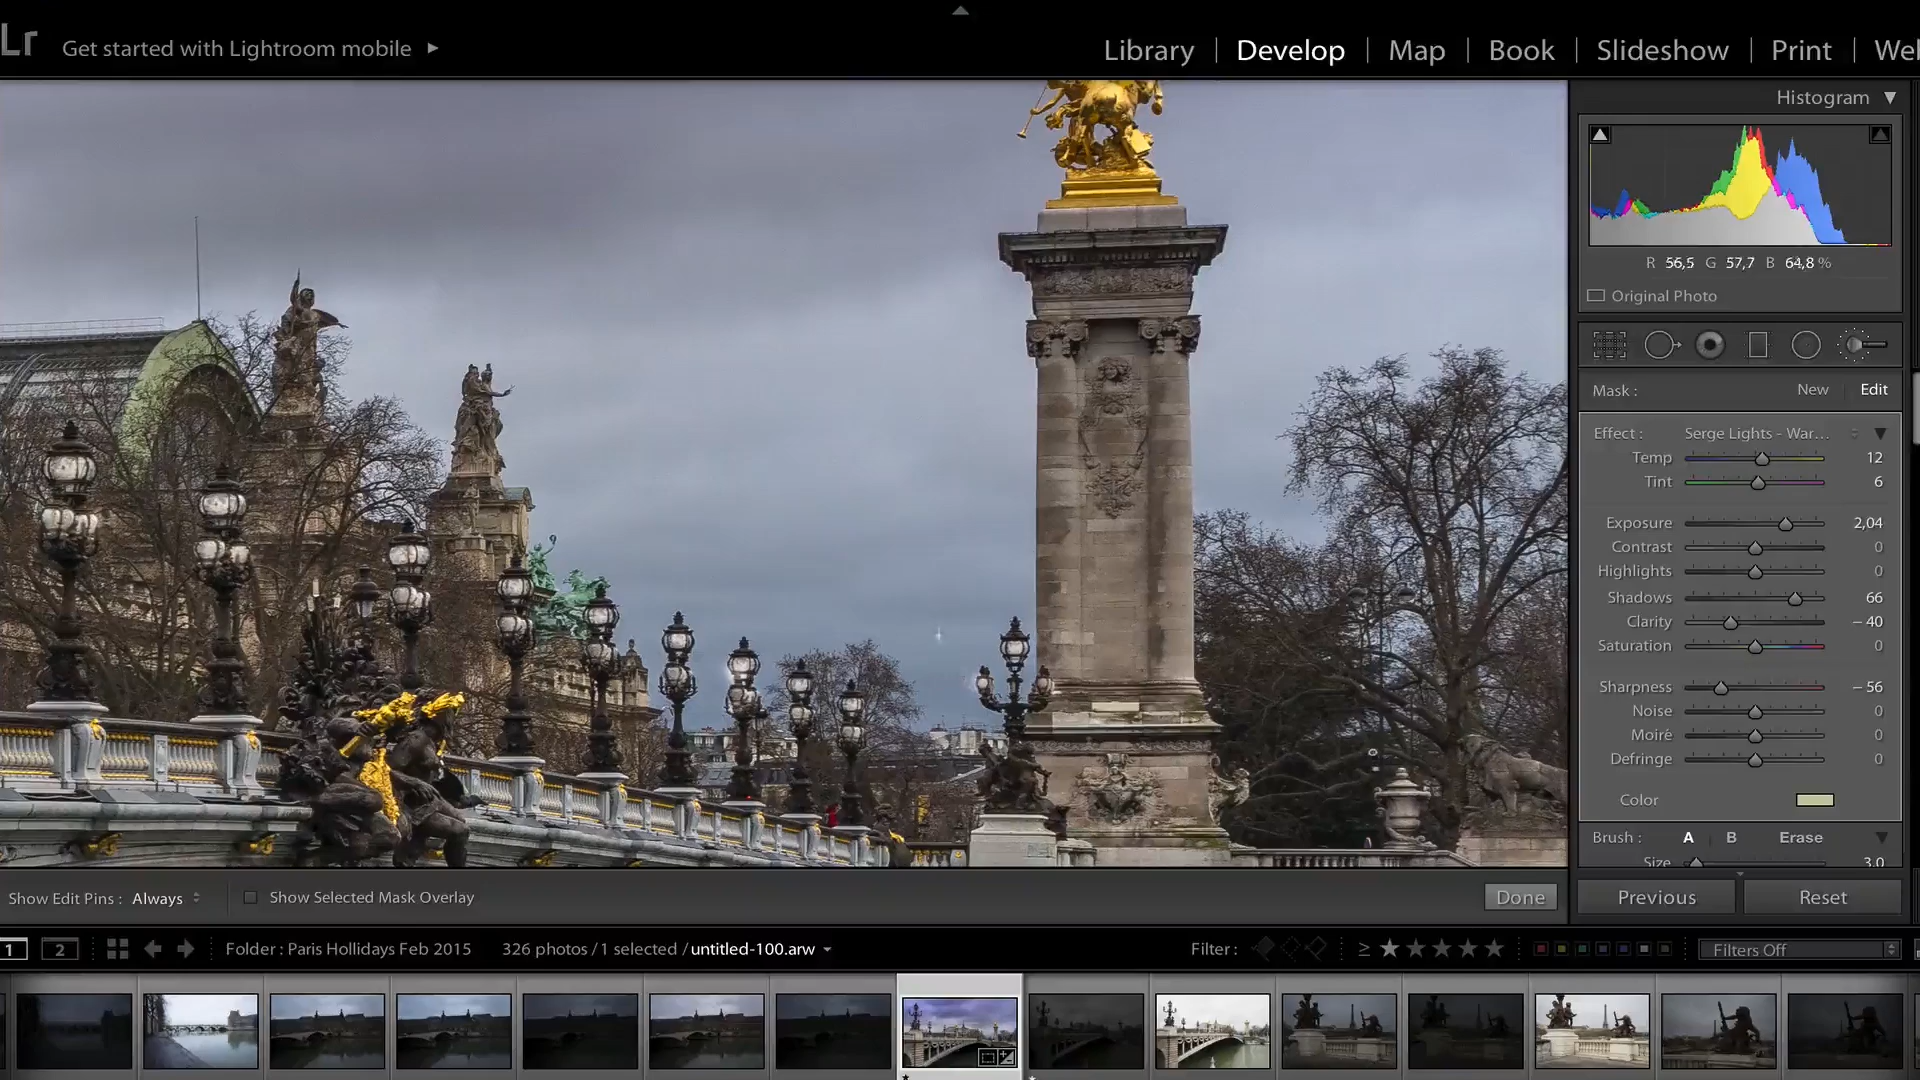 Lr Get started with Lightroom mobile
Library | Develop | Map | Book | Slideshow | Print |
Histogram
R 56,5 G 57,7 B 64,8 %
Original Photo
Mask : New Edit
Effect : Serge Lights - War...
Temp 12
Tint 6
Exposure 2,04
Contrast 0
Highlights 0
Shadows 66
Clarity – 40
Saturation 0
Sharpness – 56
Noise 0
Moiré 0
Defringe 0
Color
Brush : A B Erase
Size 3,0
Show Edit Pins : Always Show Selected Mask Overlay Done
Previous Reset
1 2 Folder : Paris Hollidays Feb 2015 326 photos / 1 selected / untitled-100.arw Filter : ≥ Filters Off